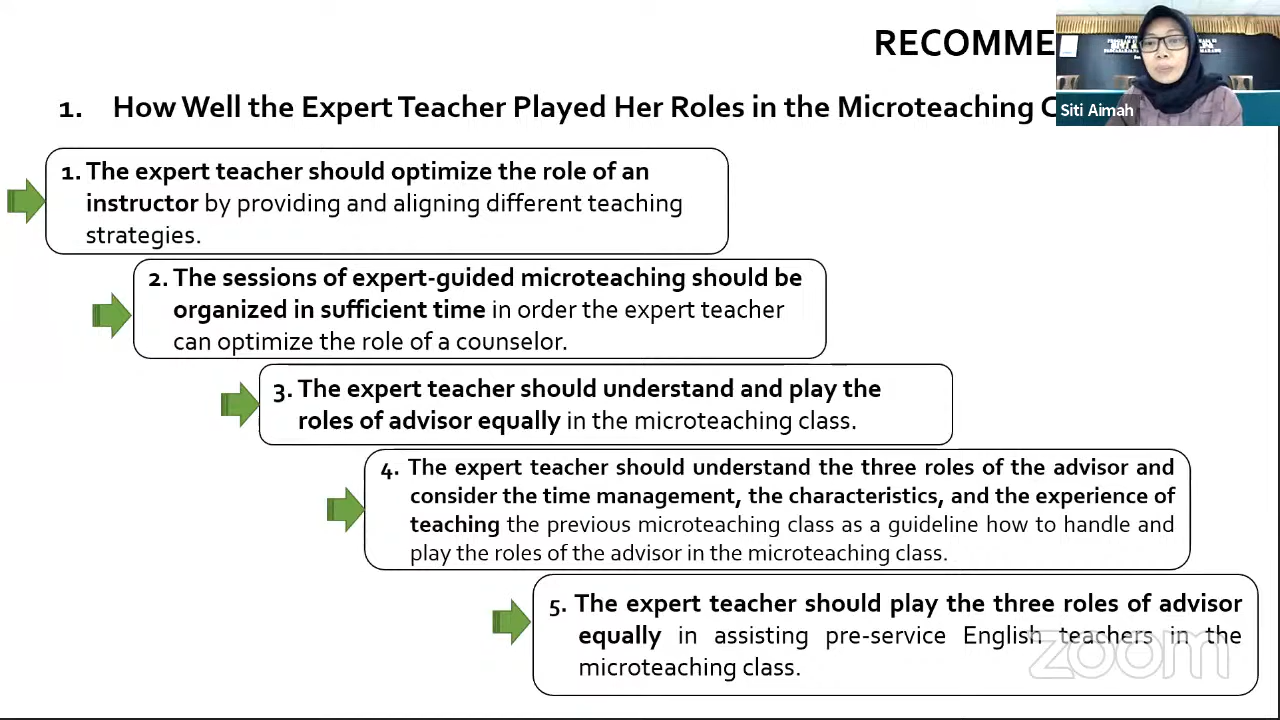 RECOMME
1. How Well the Expert Teacher Played Her Roles in the Microteaching C
Siti Aimah
1. The expert teacher should optimize the role of an
instructor by providing and aligning different teaching
strategies.
2. The sessions of expert-guided microteaching should be
organized in sufficient time in order the expert teacher
can optimize the role of a counselor.
3. The expert teacher should understand and play the
roles of advisor equally in the microteaching class.
4. The expert teacher should understand the three roles of the advisor and
consider the time management, the characteristics, and the experience of
teaching the previous microteaching class as a guideline how to handle and
play the roles of the advisor in the microteaching class.
5. The expert teacher should play the three roles of advisor
equally in assisting pre-service English teachers in the
microteaching class.
zoom